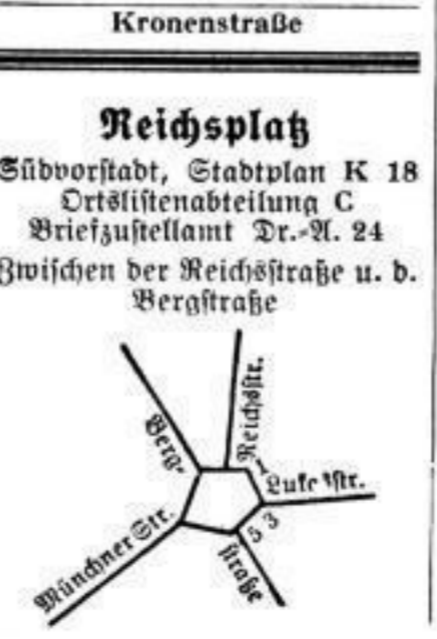 Kronenstraße
Reichsplatz
Südvorstadt, Stadtplan K 18
Ortslistenabteilung C
Briefzustellamt Dr.-A. 24
Zwischen der Reichsstraße u. d.
Bergstraße
Berg-
Reichsstr.
1
Lukasstr.
3
5
Münchner Str.
straße